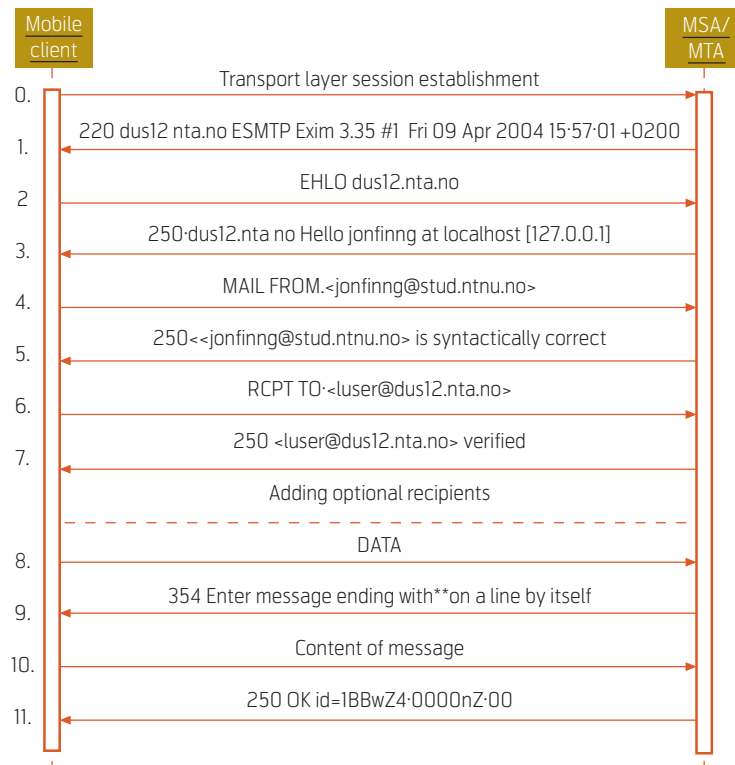 Mobile
client
MSA/
MTA
Transport layer session establishment
0.
220 dus12 nta.no ESMTP Exim 3.35 #1 Fri 09 Apr 2004 15·57·01 +0200
1.
EHLO dus12.nta.no
2
250·dus12.nta no Hello jonfinng at localhost [127.0.0.1]
3.
MAIL FROM.<jonfinng@stud.ntnu.no>
4.
250<<jonfinng@stud.ntnu.no> is syntactically correct
5.
RCPT TO·<luser@dus12.nta.no>
6.
250 <luser@dus12.nta.no> verified
7.
Adding optional recipients
DATA
8.
354 Enter message ending with**on a line by itself
9.
Content of message
10.
250 OK id=1BBwZ4·0000nZ·00
11.